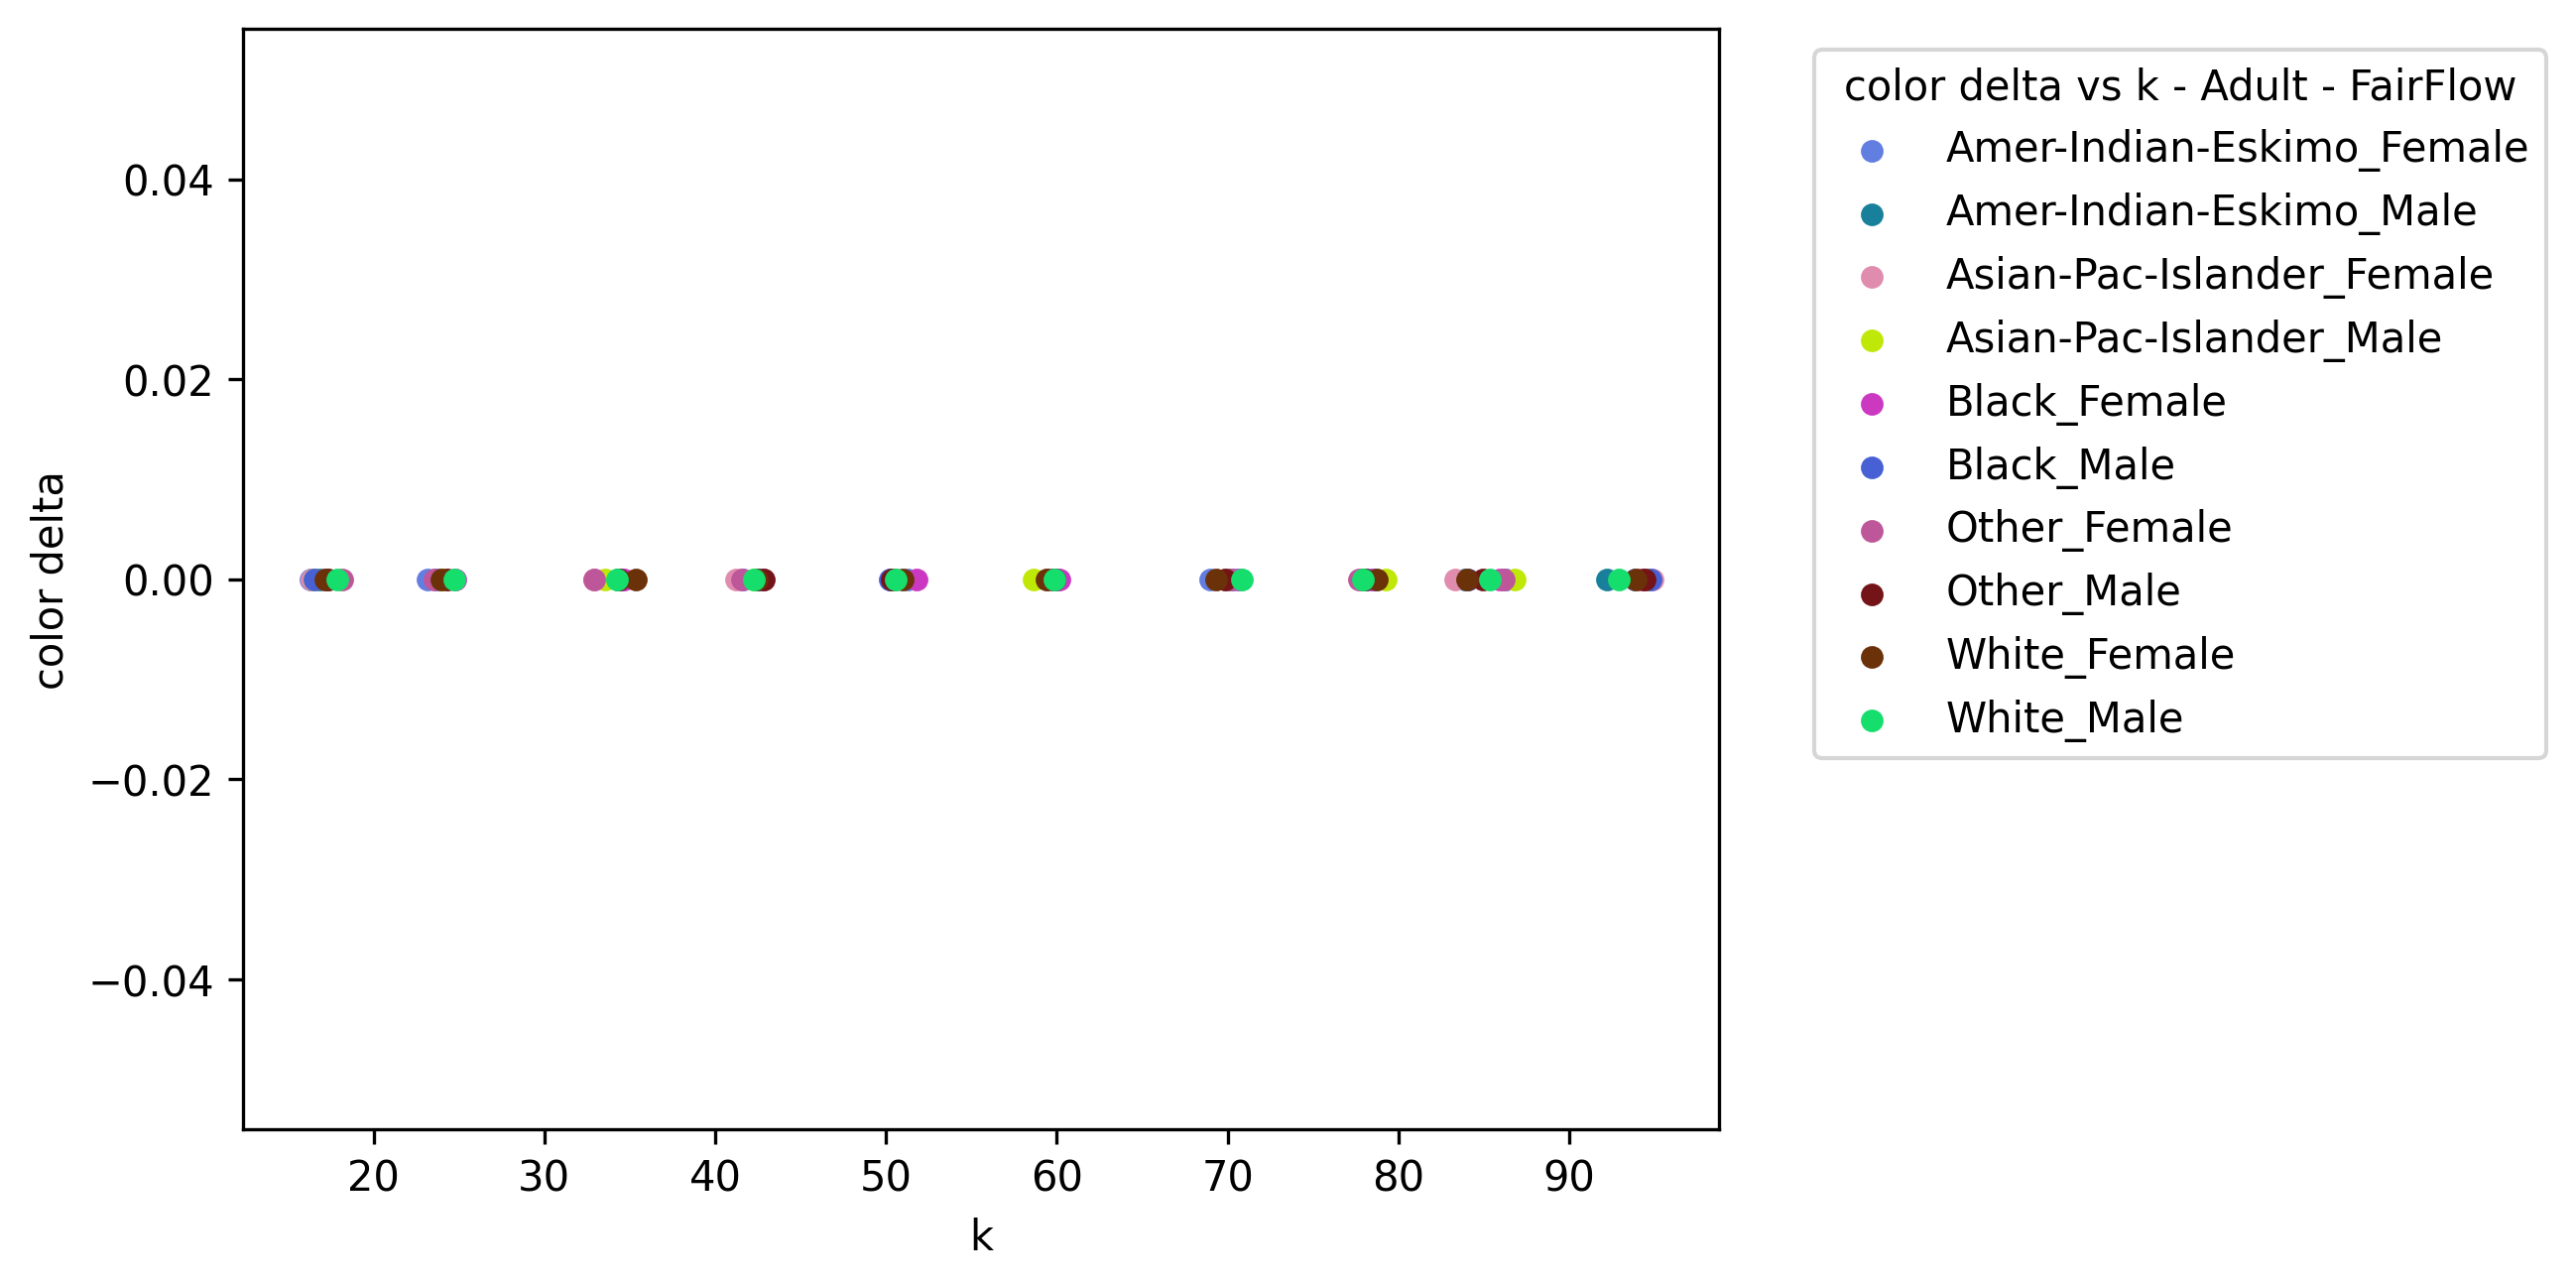 color delta vs k - Adult - FairFlow
Amer-Indian-Eskimo_Female
Amer-Indian-Eskimo_Male
Asian-Pac-Islander_Female
Asian-Pac-Islander_Male
Black_Female
Black_Male
Other_Female
Other_Male
White_Female
White_Male
color delta
0.04
0.02
0.00
−0.02
−0.04
20 30 40 50 60 70 80 90
k